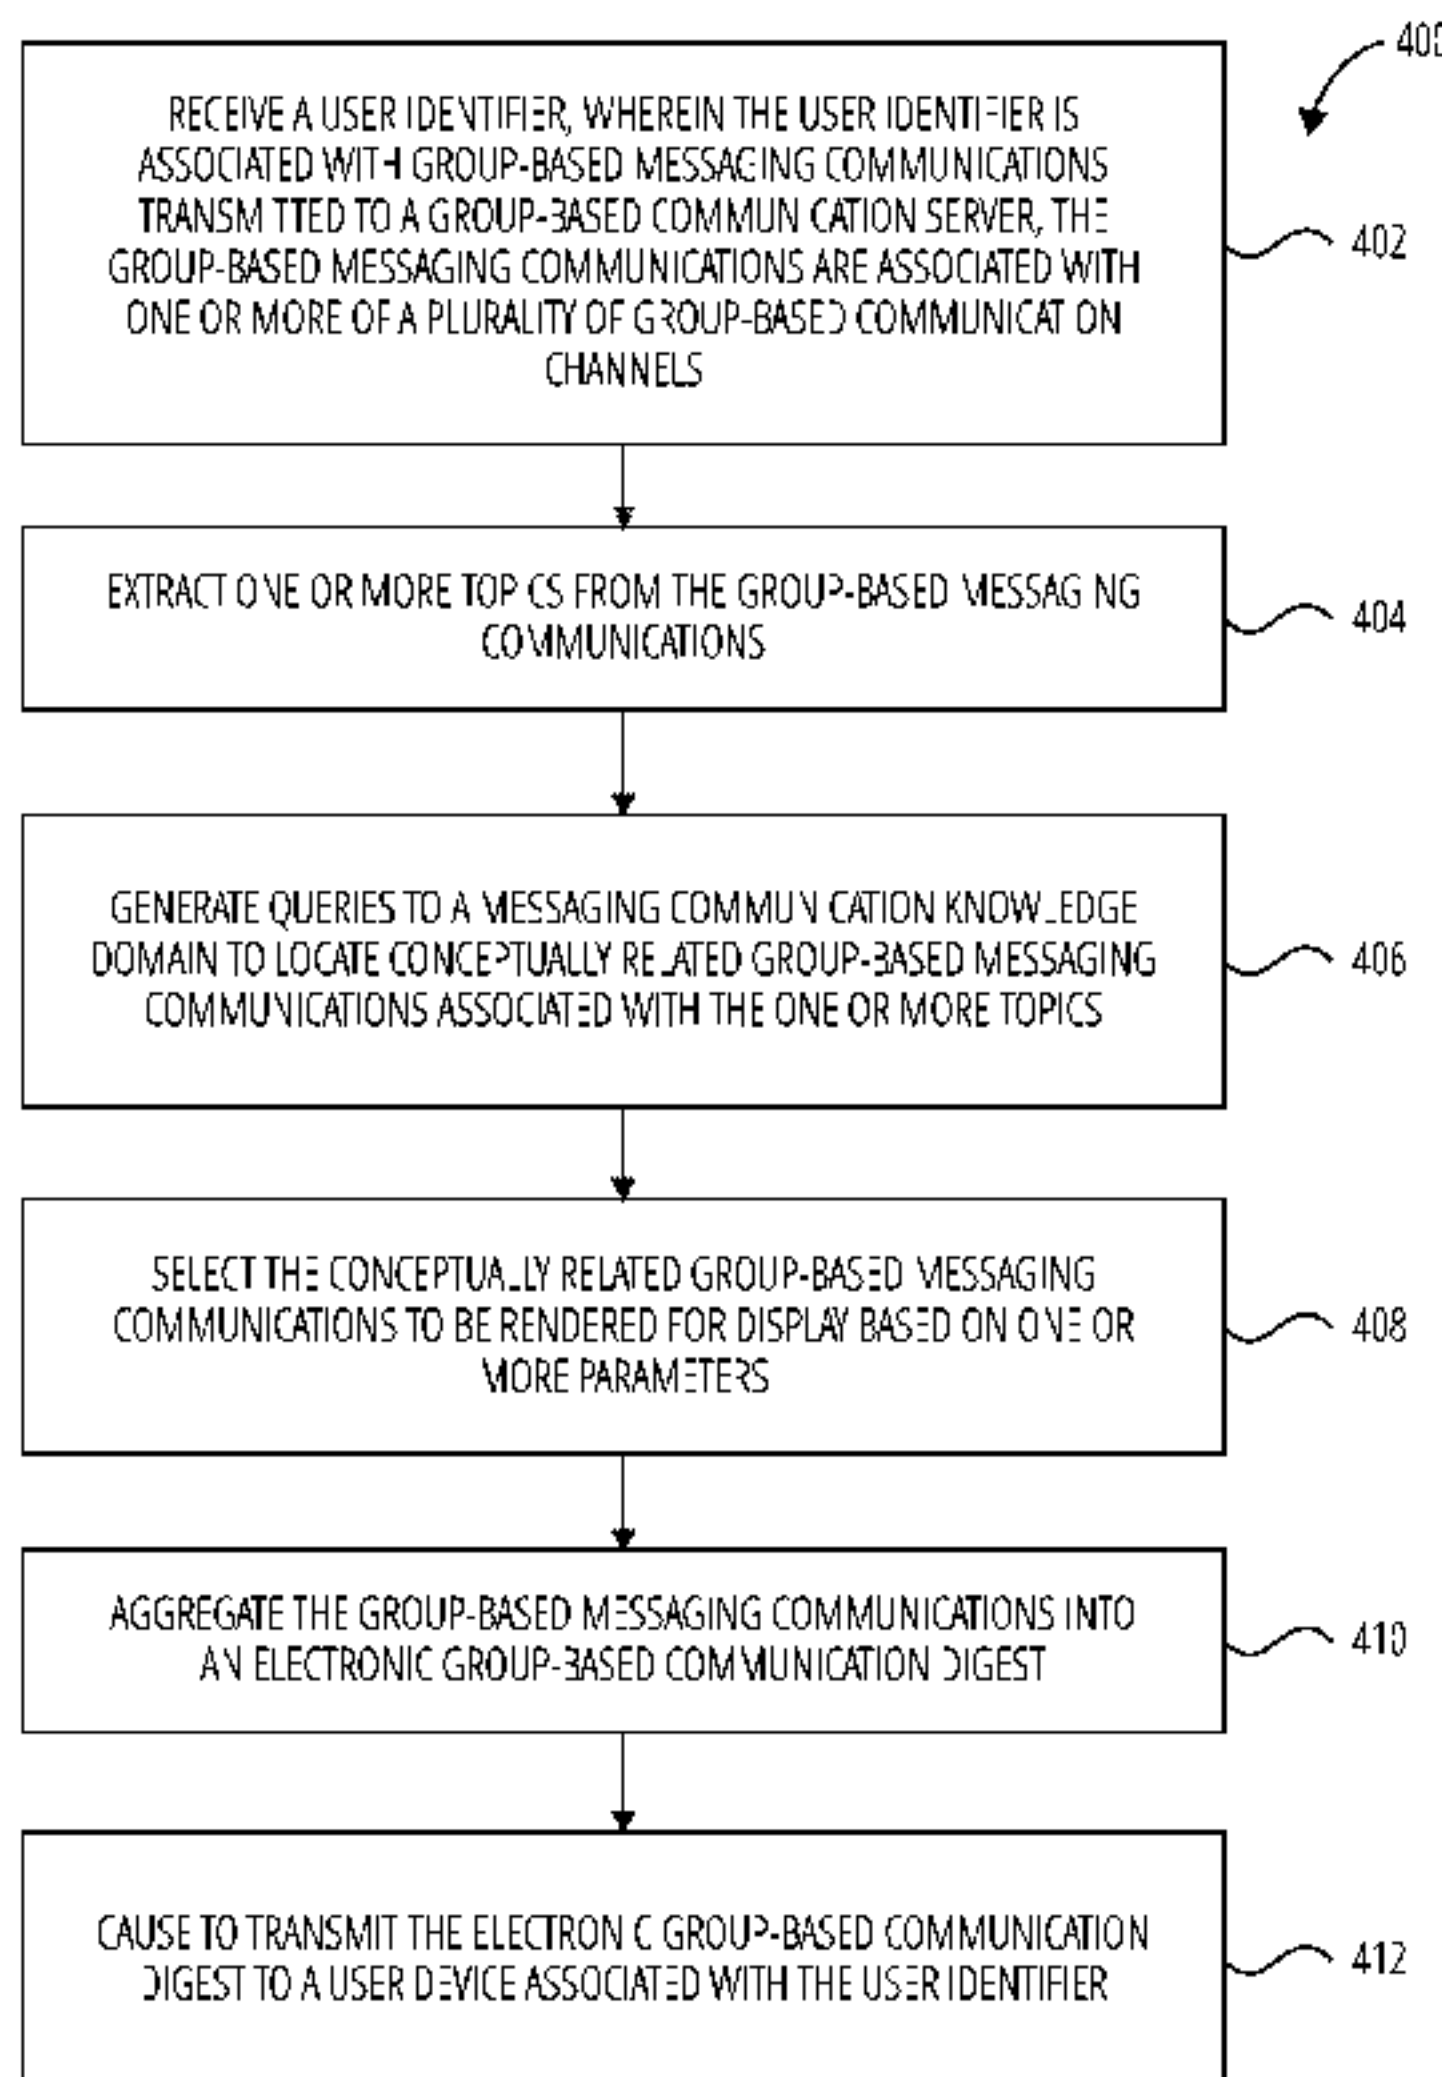 400
RECEIVE A USER IDENTIFIER, WHEREIN THE USER IDENTIFIER IS
ASSOCIATED WITH GROUP-BASED MESSAGING COMMUNICATIONS
TRANSMITTED TO A GROUP-BASED COMMUNICATION SERVER, THE
GROUP-BASED MESSAGING COMMUNICATIONS ARE ASSOCIATED WITH
ONE OR MORE OF A PLURALITY OF GROUP-BASED COMMUNICATION
CHANNELS
402
EXTRACT ONE OR MORE TOPICS FROM THE GROUP-BASED MESSAGING
COMMUNICATIONS
404
GENERATE QUERIES TO A MESSAGING COMMUNICATION KNOWLEDGE
DOMAIN TO LOCATE CONCEPTUALLY RELATED GROUP-BASED MESSAGING
COMMUNICATIONS ASSOCIATED WITH THE ONE OR MORE TOPICS
406
SELECT THE CONCEPTUALLY RELATED GROUP-BASED MESSAGING
COMMUNICATIONS TO BE RENDERED FOR DISPLAY BASED ON ONE OR
MORE PARAMETERS
408
AGGREGATE THE GROUP-BASED MESSAGING COMMUNICATIONS INTO
AN ELECTRONIC GROUP-BASED COMMUNICATION DIGEST
410
CAUSE TO TRANSMIT THE ELECTRONIC GROUP-BASED COMMUNICATION
DIGEST TO A USER DEVICE ASSOCIATED WITH THE USER IDENTIFIER
412